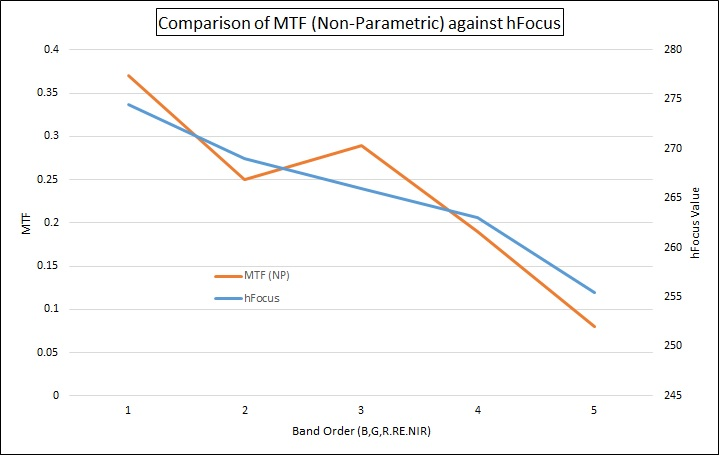 Comparison of MTF (Non-Parametric) against hFocus
0.4
0.35
0.3
0.25
0.2
0.15
0.1
0.05
0
MTF
280
275
270
265
260
255
250
245
hFocus Value
MTF (NP)
hFocus
1 2 3 4 5
Band Order (B,G,R.RE.NIR)